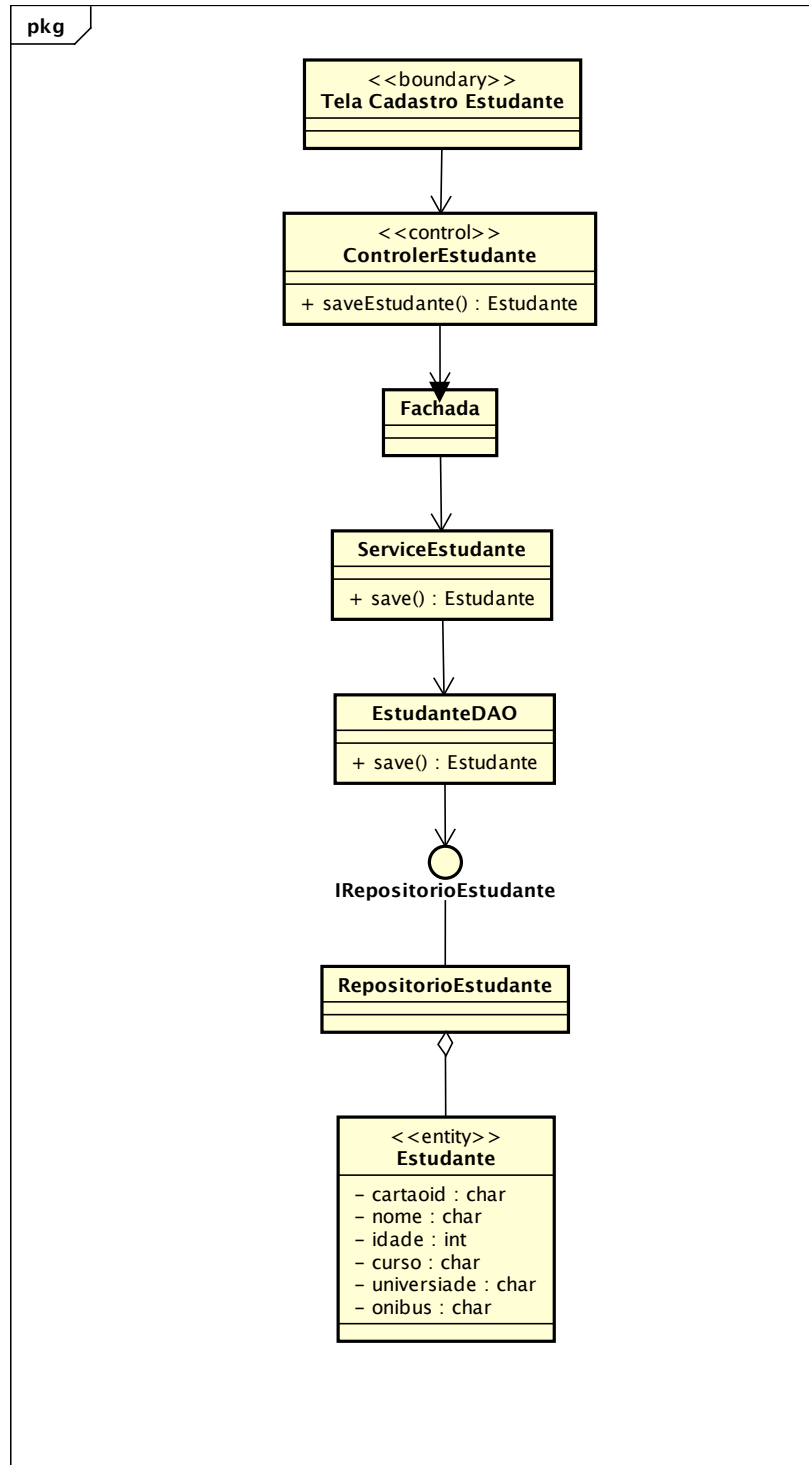 pkg
<<boundary>>
Tela Cadastro Estudante
<<control>>
ControlerEstudante
+ saveEstudante() : Estudante
Fachada
ServiceEstudante
+ save() : Estudante
EstudanteDAO
+ save() : Estudante
IRepositorioEstudante
RepositorioEstudante
<<entity>>
Estudante
– cartaoid : char
– nome : char
– idade : int
– curso : char
– universiade : char
– onibus : char